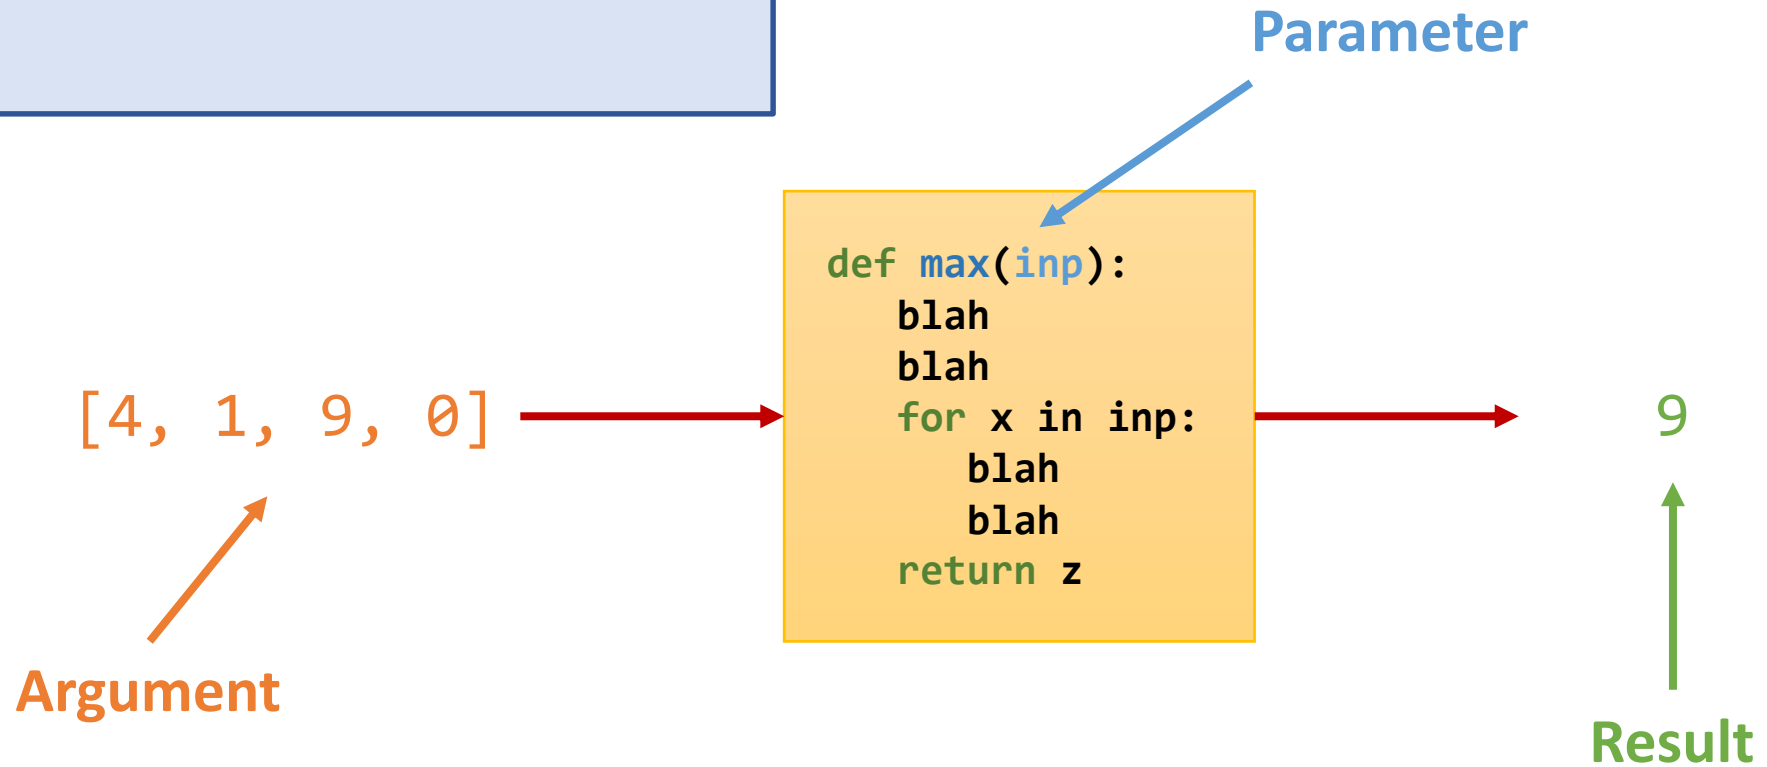 Parameter
def max(inp):
blah
blah
for x in inp:
blah
blah
return z
[4, 1, 9, 0]
9
Argument
Result